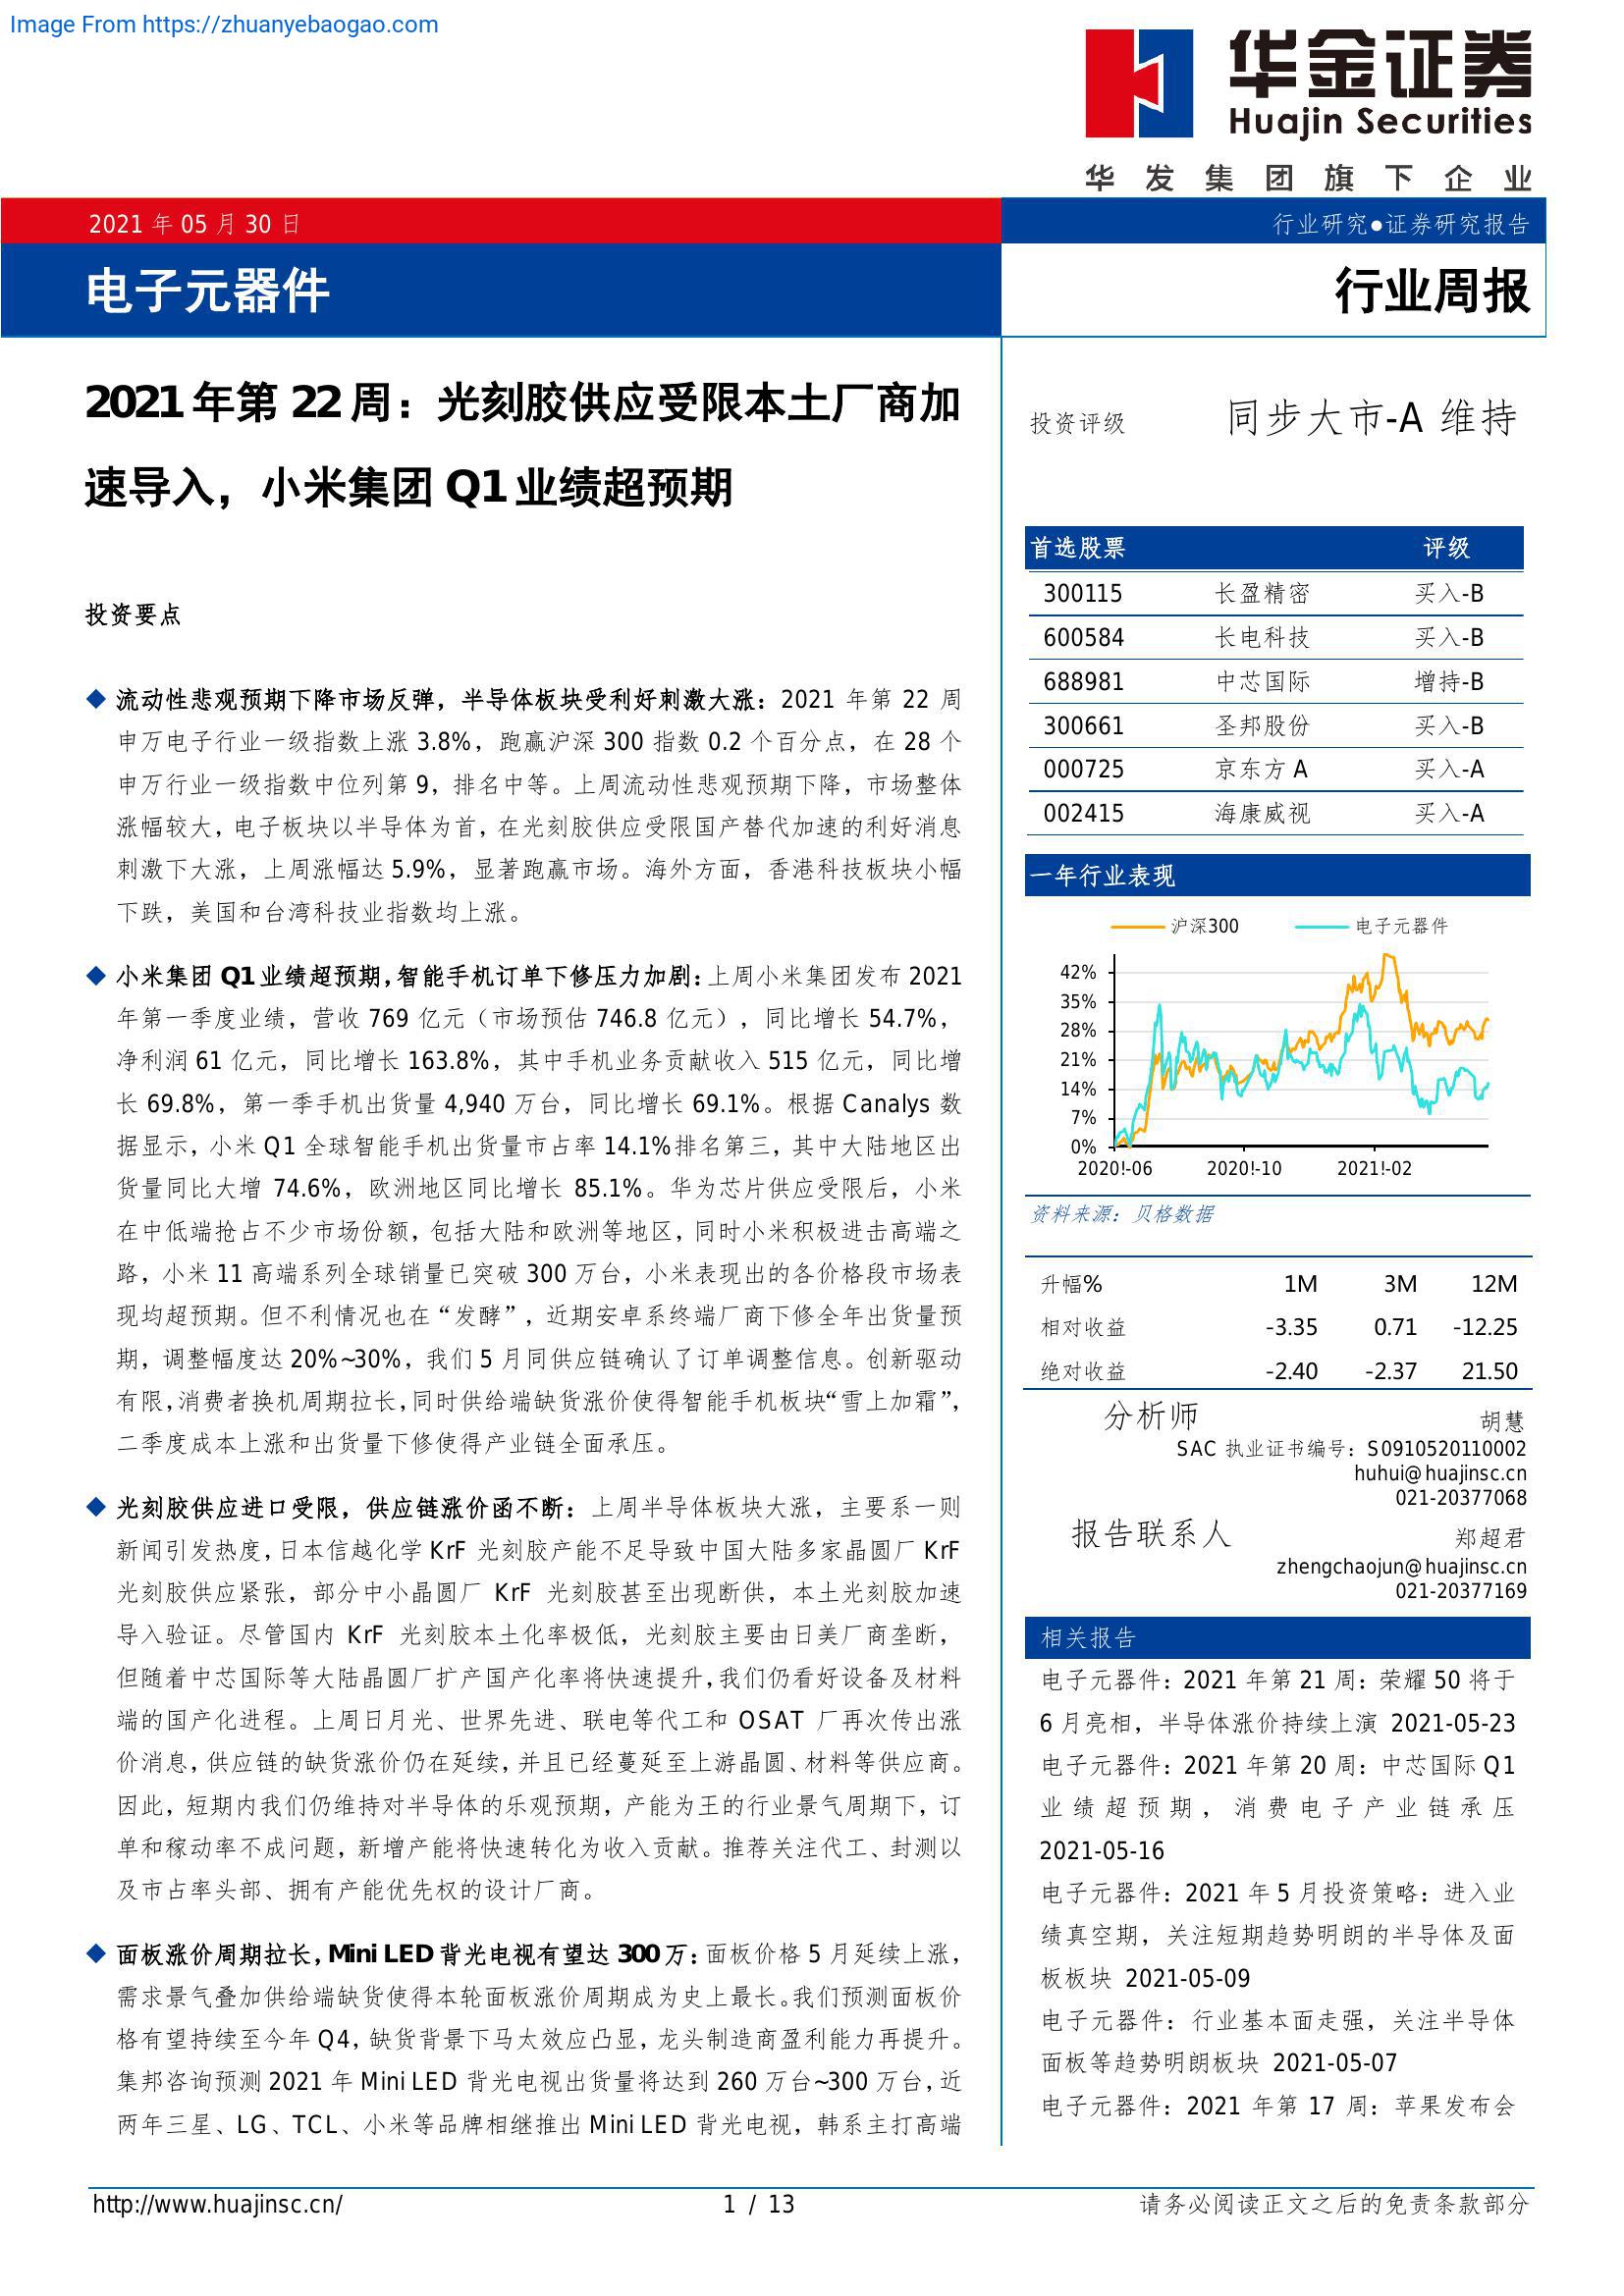 Image From https://zhuanyebaogao.com
华金证券
Huajin Securities
华发集团旗下企业
2021 年 05 月 30 日
行业研究●证券研究报告
电子元器件
行业周报
2021 年第 22 周：光刻胶供应受限本土厂商加
速导入，小米集团 Q1 业绩超预期
投资要点
◆ 流动性悲观预期下降市场反弹，半导体板块受利好刺激大涨：2021 年第 22 周
申万电子行业一级指数上涨 3.8%，跑赢沪深 300 指数 0.2 个百分点，在 28 个
申万行业一级指数中位列第 9，排名中等。上周流动性悲观预期下降，市场整体
涨幅较大，电子板块以半导体为首，在光刻胶供应受限国产替代加速的利好消息
刺激下大涨，上周涨幅达 5.9%，显著跑赢市场。海外方面，香港科技板块小幅
下跌，美国和台湾科技业指数均上涨。
◆ 小米集团 Q1 业绩超预期，智能手机订单下修压力加剧：上周小米集团发布 2021
年第一季度业绩，营收 769 亿元（市场预估 746.8 亿元），同比增长 54.7%，
净利润 61 亿元，同比增长 163.8%，其中手机业务贡献收入 515 亿元，同比增
长 69.8%，第一季手机出货量 4,940 万台，同比增长 69.1%。根据 Canalys 数
据显示，小米 Q1 全球智能手机出货量市占率 14.1%排名第三，其中大陆地区出
货量同比大增 74.6%，欧洲地区同比增长 85.1%。华为芯片供应受限后，小米
在中低端抢占不少市场份额，包括大陆和欧洲等地区，同时小米积极进击高端之
路，小米 11 高端系列全球销量已突破 300 万台，小米表现出的各价格段市场表
现均超预期。但不利情况也在“发酵”，近期安卓系终端厂商下修全年出货量预
期，调整幅度达 20%~30%，我们 5 月同供应链确认了订单调整信息。创新驱动
有限，消费者换机周期拉长，同时供给端缺货涨价使得智能手机板块“雪上加霜”，
二季度成本上涨和出货量下修使得产业链全面承压。
◆ 光刻胶供应进口受限，供应链涨价函不断：上周半导体板块大涨，主要系一则
新闻引发热度，日本信越化学 KrF 光刻胶产能不足导致中国大陆多家晶圆厂 KrF
光刻胶供应紧张，部分中小晶圆厂 KrF 光刻胶甚至出现断供，本土光刻胶加速
导入验证。尽管国内 KrF 光刻胶本土化率极低，光刻胶主要由日美厂商垄断，
但随着中芯国际等大陆晶圆厂扩产国产化率将快速提升，我们仍看好设备及材料
端的国产化进程。上周日月光、世界先进、联电等代工和 OSAT 厂再次传出涨
价消息，供应链的缺货涨价仍在延续，并且已经蔓延至上游晶圆、材料等供应商。
因此，短期内我们仍维持对半导体的乐观预期，产能为王的行业景气周期下，订
单和稼动率不成问题，新增产能将快速转化为收入贡献。推荐关注代工、封测以
及市占率头部、拥有产能优先权的设计厂商。
◆ 面板涨价周期拉长，Mini LED 背光电视有望达 300 万：面板价格 5 月延续上涨，
需求景气叠加供给端缺货使得本轮面板涨价周期成为史上最长。我们预测面板价
格有望持续至今年 Q4，缺货背景下马太效应凸显，龙头制造商盈利能力再提升。
集邦咨询预测 2021 年 Mini LED 背光电视出货量将达到 260 万台~300 万台，近
两年三星、LG、TCL、小米等品牌相继推出 Mini LED 背光电视，韩系主打高端
投资评级 同步大市-A 维持
首选股票 评级
300115 长盈精密 买入-B
600584 长电科技 买入-B
688981 中芯国际 增持-B
300661 圣邦股份 买入-B
000725 京东方 A 买入-A
002415 海康威视 买入-A
一年行业表现
沪深300 电子元器件
42%
35%
28%
21%
14%
7%
0%
2020!-06 2020!-10 2021!-02
资料来源：贝格数据
升幅% 1M 3M 12M
相对收益 -3.35 0.71 -12.25
绝对收益 -2.40 -2.37 21.50
分析师 胡慧
SAC 执业证书编号：S0910520110002
huhui@huajinsc.cn
021-20377068
报告联系人 郑超君
zhengchaojun@huajinsc.cn
021-20377169
相关报告
电子元器件：2021 年第 21 周：荣耀 50 将于
6 月亮相，半导体涨价持续上演 2021-05-23
电子元器件：2021 年第 20 周：中芯国际 Q1
业绩超预期，消费电子产业链承压
2021-05-16
电子元器件：2021 年 5 月投资策略：进入业
绩真空期，关注短期趋势明朗的半导体及面
板板块 2021-05-09
电子元器件：行业基本面走强，关注半导体
面板等趋势明朗板块 2021-05-07
电子元器件：2021 年第 17 周：苹果发布会
http://www.huajinsc.cn/ 1 / 13 请务必阅读正文之后的免责条款部分